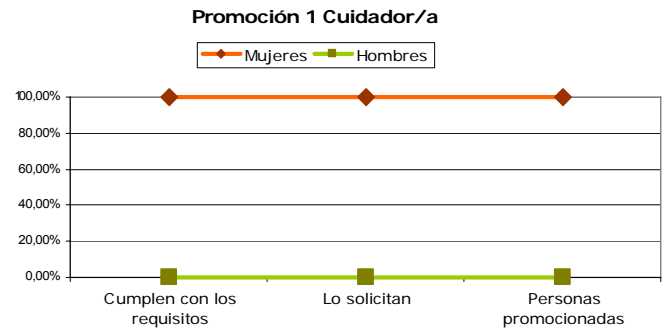 Promoción 1 Cuidador/a
Mujeres Hombres
100,00%
80,00%
60,00%
40,00%
20,00%
0,00%
Cumplen con los
requisitos
Lo solicitan
Personas
promocionadas